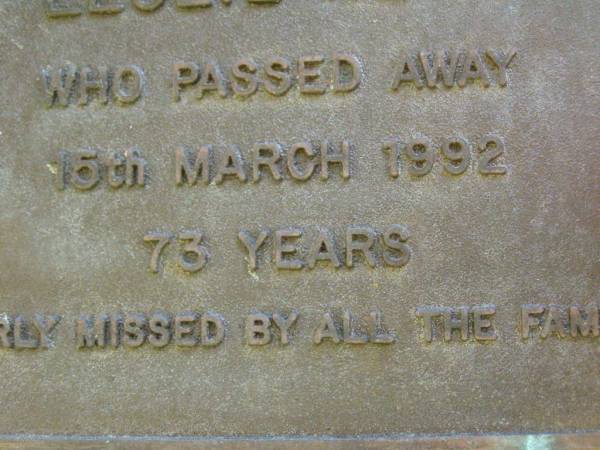 WHO PASSED AWAY
15th MARCH 1992
73 YEARS
MISSED BY ALL THE